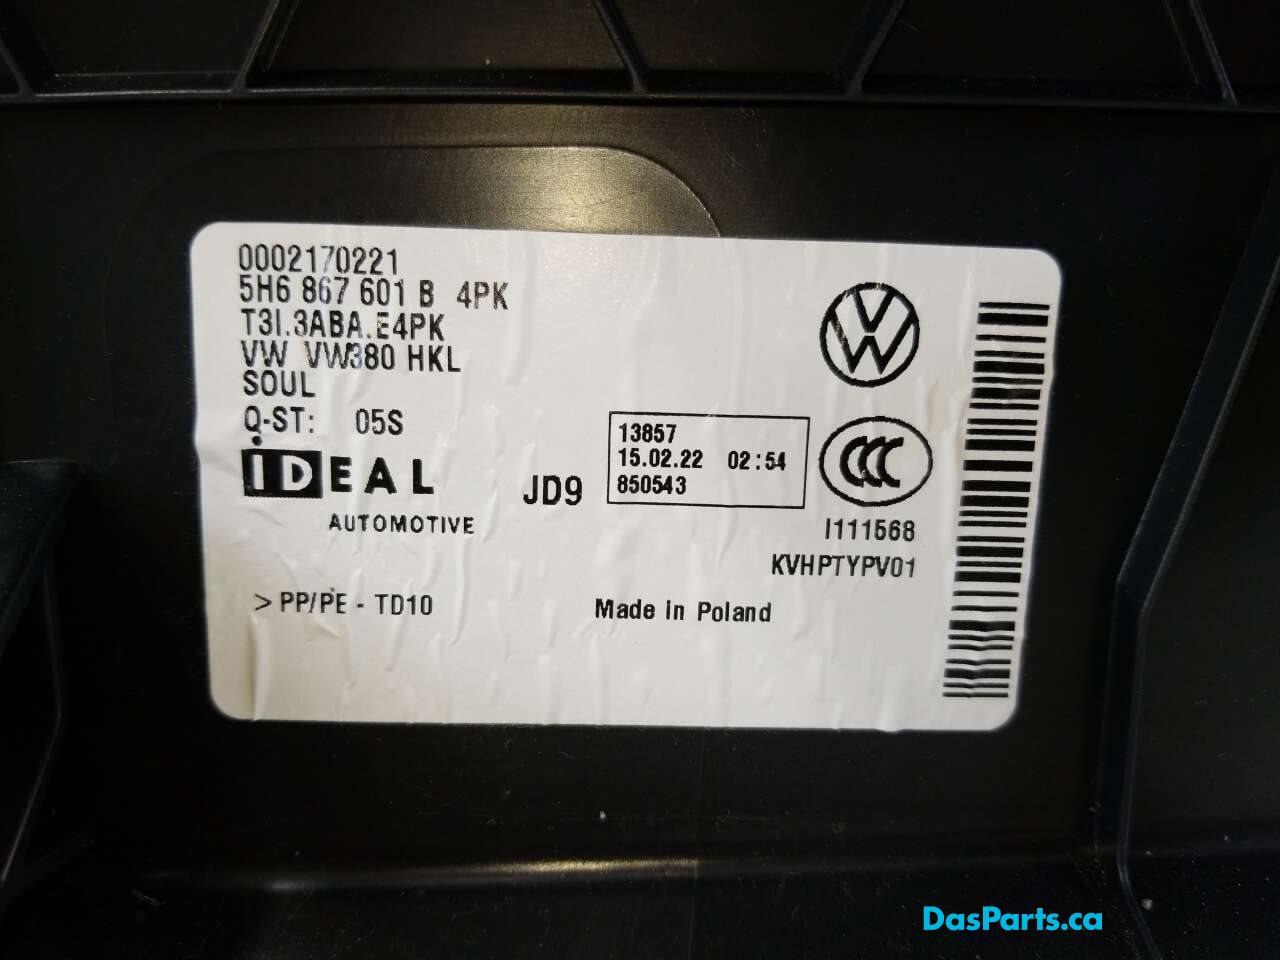 0002170221
5H6 867 601 B 4PK
T3I.3ABA.E4PK
VW VW380 HKL
SOUL
Q-ST: 05S
iDEAL
AUTOMOTIVE
JD9
13857
15.02.22 02:54
850543
CCC
I111568
KVHPTYPV01
>PP/PE - TD10
Made in Poland
DasParts.ca